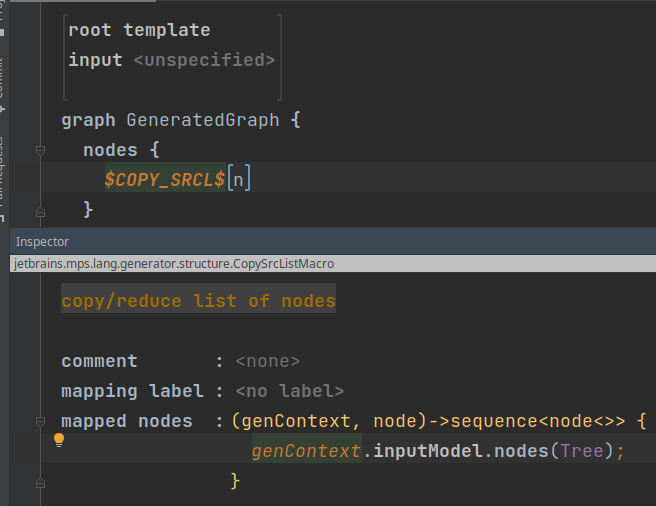 root template
input <unspecified>
graph GeneratedGraph {
nodes {
$COPY_SRCL$[n]
}
Inspector
jetbrains.mps.lang.generator.structure.CopySrcListMacro
copy/reduce list of nodes
comment : <none>
mapping label : <no label>
mapped nodes : (genContext, node)->sequence<node<>> {
genContext.inputModel.nodes(Tree);
}